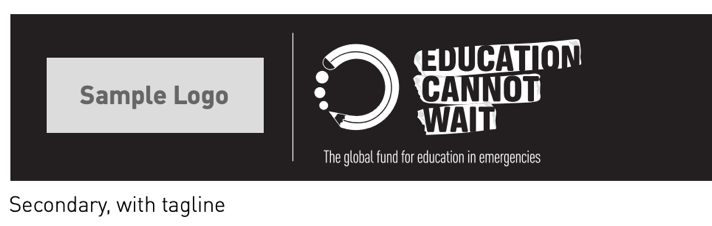 Sample Logo
EDUCATION
CANNOT
WAIT
The global fund for education in emergencies
Secondary, with tagline